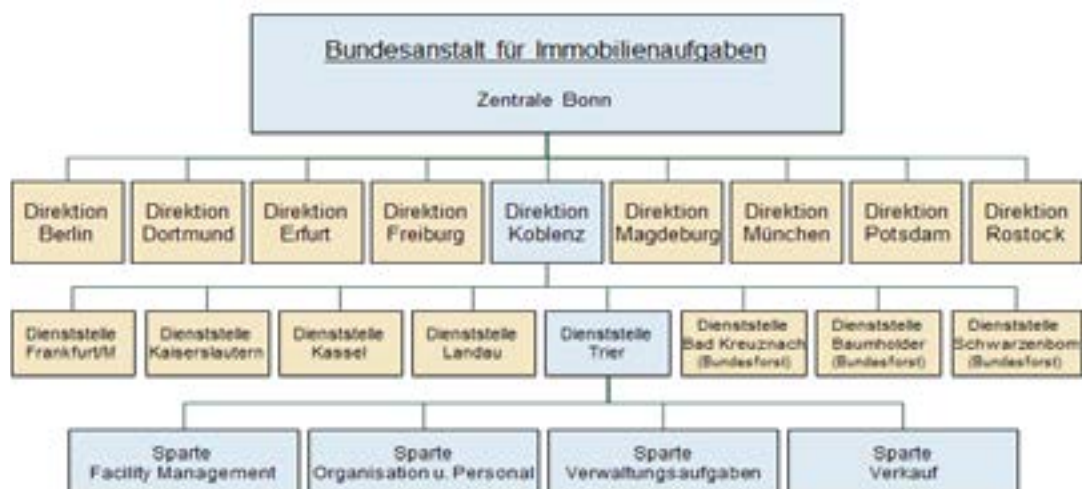 Bundesanstalt für Immobilienaufgaben
Zentrale Bonn
Direktion
Berlin
Direktion
Dortmund
Direktion
Erfurt
Direktion
Freiburg
Direktion
Koblenz
Direktion
Magdeburg
Direktion
München
Direktion
Potsdam
Direktion
Rostock
Dienststelle
Frankfurt/M
Dienststelle
Kaiserslautern
Dienststelle
Kassel
Dienststelle
Landau
Dienststelle
Trier
Dienststelle
Bad Kreuznach
(Bundesforst)
Dienststelle
Baumholder
(Bundesforst)
Dienststelle
Schwarzenborn
(Bundesforst)
Sparte
Facility Management
Sparte
Organisation u. Personal
Sparte
Verwaltungsaufgaben
Sparte
Verkauf